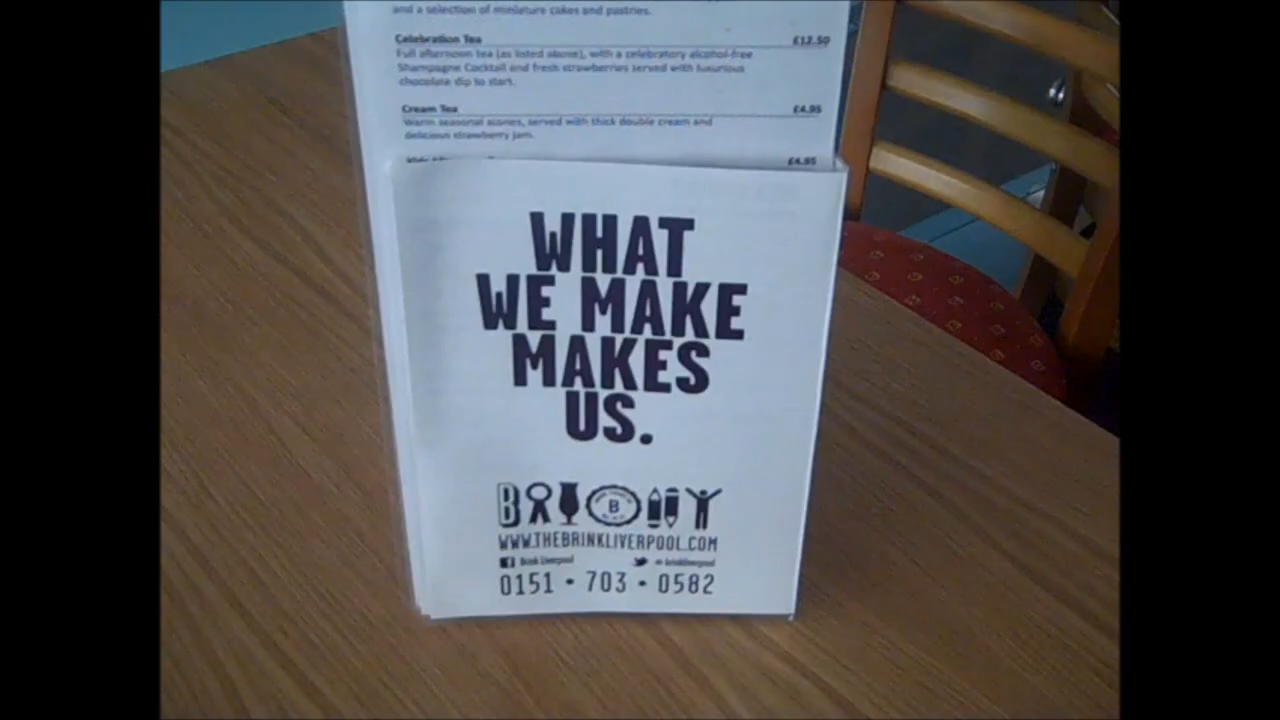 and a selection of miniature cakes and pastries.
Celebration Tea £12.50
Full afternoon tea (as listed above), with a celebratory alcohol-free
Shampagne Cocktail and fresh strawberries served with luxurious
chocolate dip to start.
Cream Tea £4.95
Warm seasonal scones, served with thick double cream and
delicious strawberry jam.
£4.95
WHAT
WE MAKE
MAKES
US.
B
B
WWW.THEBRINKLIVERPOOL.COM
Brink Liverpool @brinkliverpool
0151 • 703 • 0582